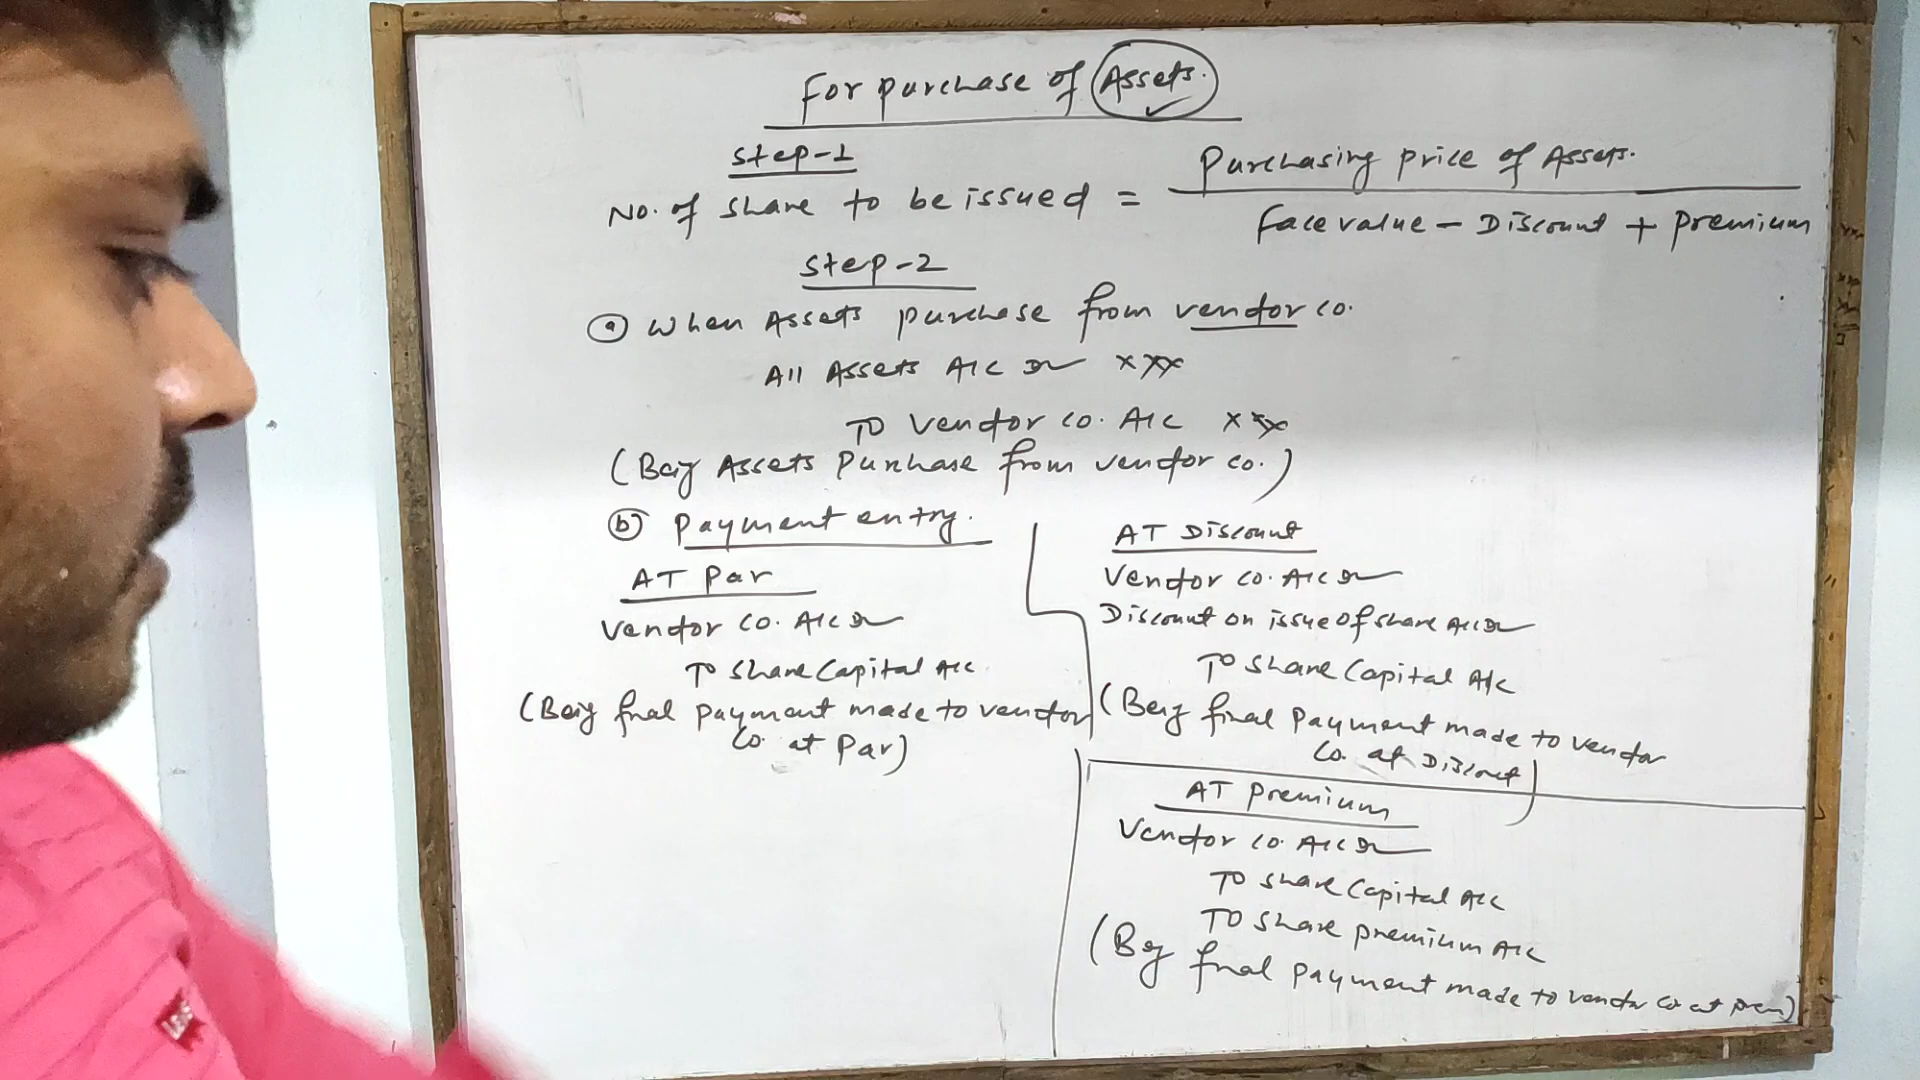 For purchase of Assets.
Step-1
No. of share to be issued = Purchasing price of Assets.
Face value - Discount + Premium
Step-2
(a) When Assets purchase from vendor co.
All Assets A/c Dr xxx
To Vendor co. A/c xxx
(Being Assets Purchase from vendor co.)
(b) Payment entry.
AT Par
Vendor co. A/c Dr
To Share Capital A/c
(Being final payment made to vendor
Co. at Par)
AT Discount
Vendor co. A/c Dr
Discount on issue of share A/c Dr
To Share Capital A/c
(Being final Payment made to vendor
Co. at Discount)
AT Premium
Vendor co. A/c Dr
To Share Capital A/c
To Share premium A/c
(Being final payment made to vendor co at Prem)